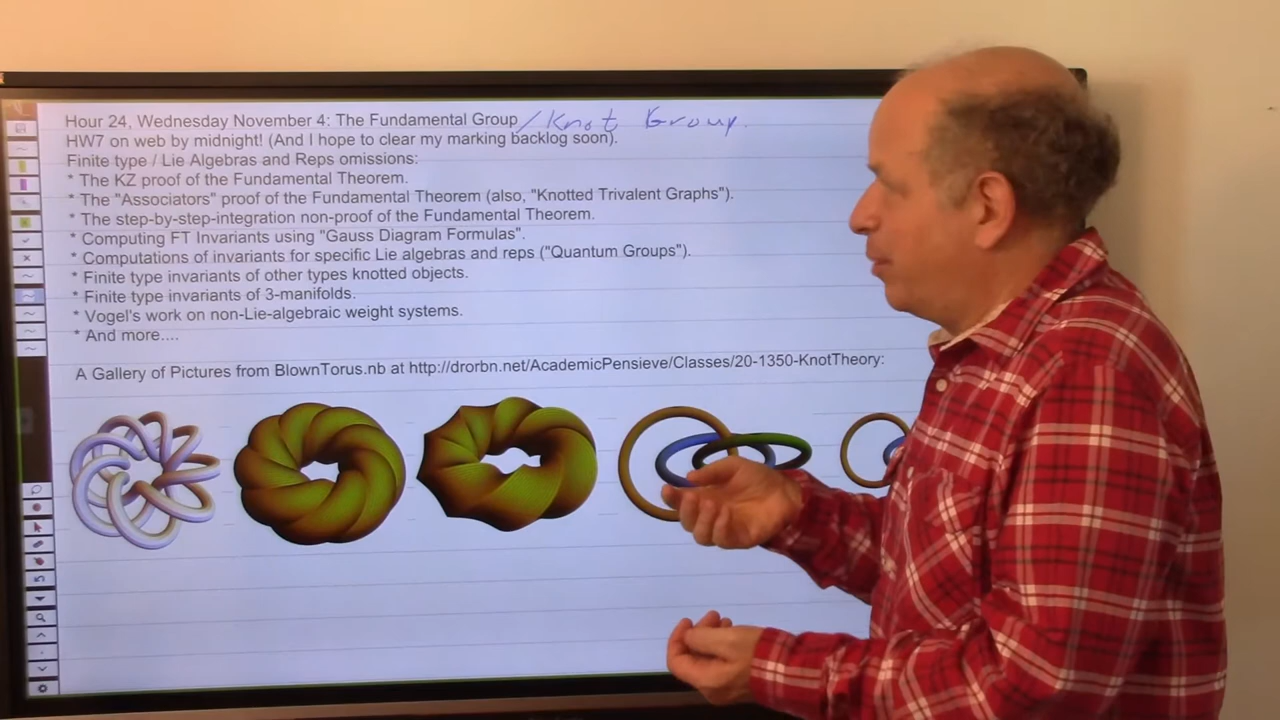 Hour 24, Wednesday November 4: The Fundamental Group / Knot Group
HW7 on web by midnight! (And I hope to clear my marking backlog soon).
Finite type / Lie Algebras and Reps omissions:
* The KZ proof of the Fundamental Theorem.
* The "Associators" proof of the Fundamental Theorem (also, "Knotted Trivalent Graphs").
* The step-by-step-integration non-proof of the Fundamental Theorem.
* Computing FT Invariants using "Gauss Diagram Formulas".
* Computations of invariants for specific Lie algebras and reps ("Quantum Groups").
* Finite type invariants of other types knotted objects.
* Finite type invariants of 3-manifolds.
* Vogel's work on non-Lie-algebraic weight systems.
* And more....
A Gallery of Pictures from BlownTorus.nb at http://drorbn.net/AcademicPensieve/Classes/20-1350-KnotTheory: